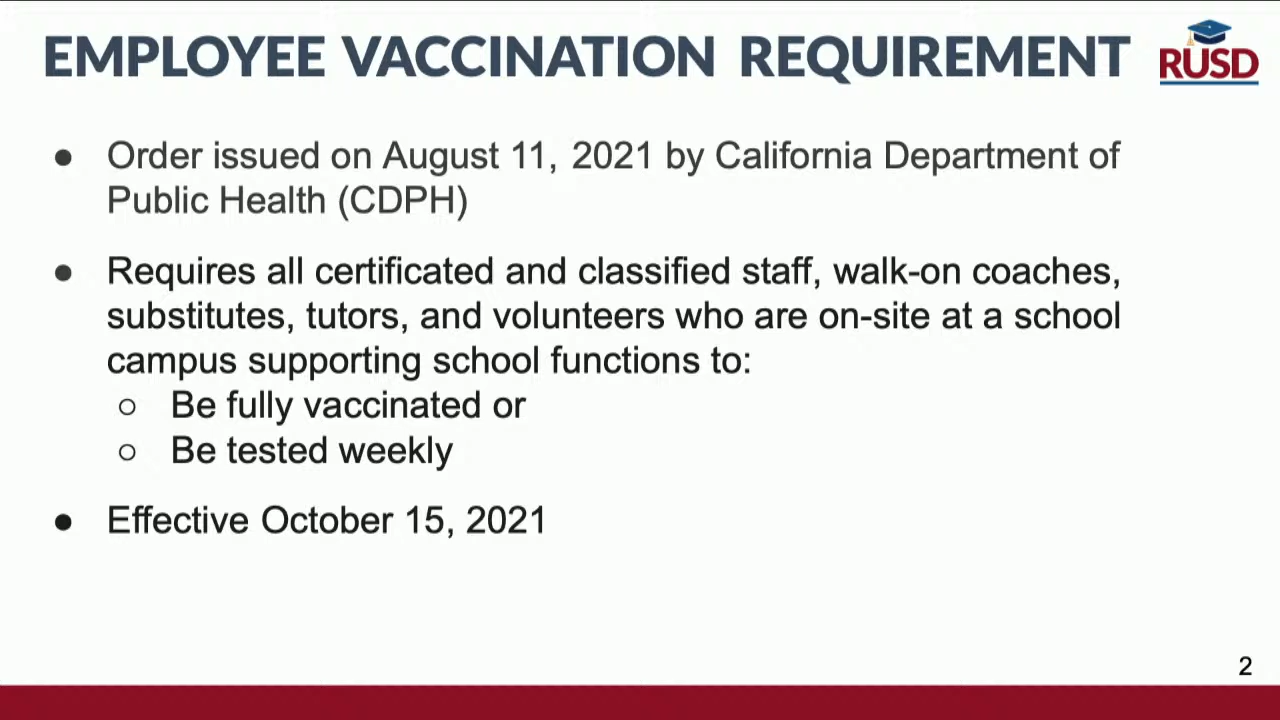 EMPLOYEE VACCINATION REQUIREMENT
RUSD
● Order issued on August 11, 2021 by California Department of
Public Health (CDPH)
● Requires all certificated and classified staff, walk-on coaches,
substitutes, tutors, and volunteers who are on-site at a school
campus supporting school functions to:
○ Be fully vaccinated or
○ Be tested weekly
● Effective October 15, 2021
2